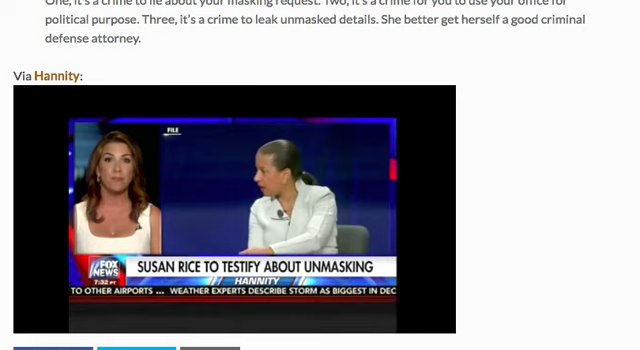 One, it's a crime to lie about your masking request. Two, it's a crime for you to use your office for
political purpose. Three, it's a crime to leak unmasked details. She better get herself a good criminal
defense attorney.
Via Hannity:
FILE
FOX
NEWS
7:32 PT
SUSAN RICE TO TESTIFY ABOUT UNMASKING
HANNITY
TO OTHER AIRPORTS ... WEATHER EXPERTS DESCRIBE STORM AS BIGGEST IN DEC